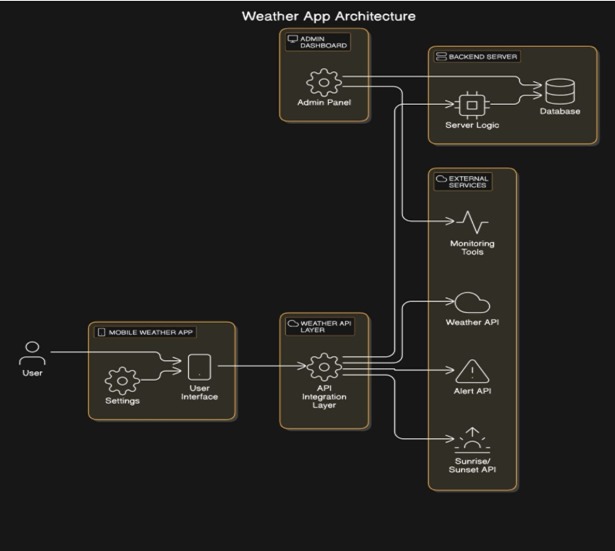 Weather App Architecture
ADMIN
DASHBOARD
Admin Panel
BACKEND SERVER
Server Logic
Database
EXTERNAL
SERVICES
Monitoring
Tools
Weather API
Alert API
Sunrise/
Sunset API
WEATHER API
LAYER
API
Integration
Layer
MOBILE WEATHER APP
User
Interface
Settings
User